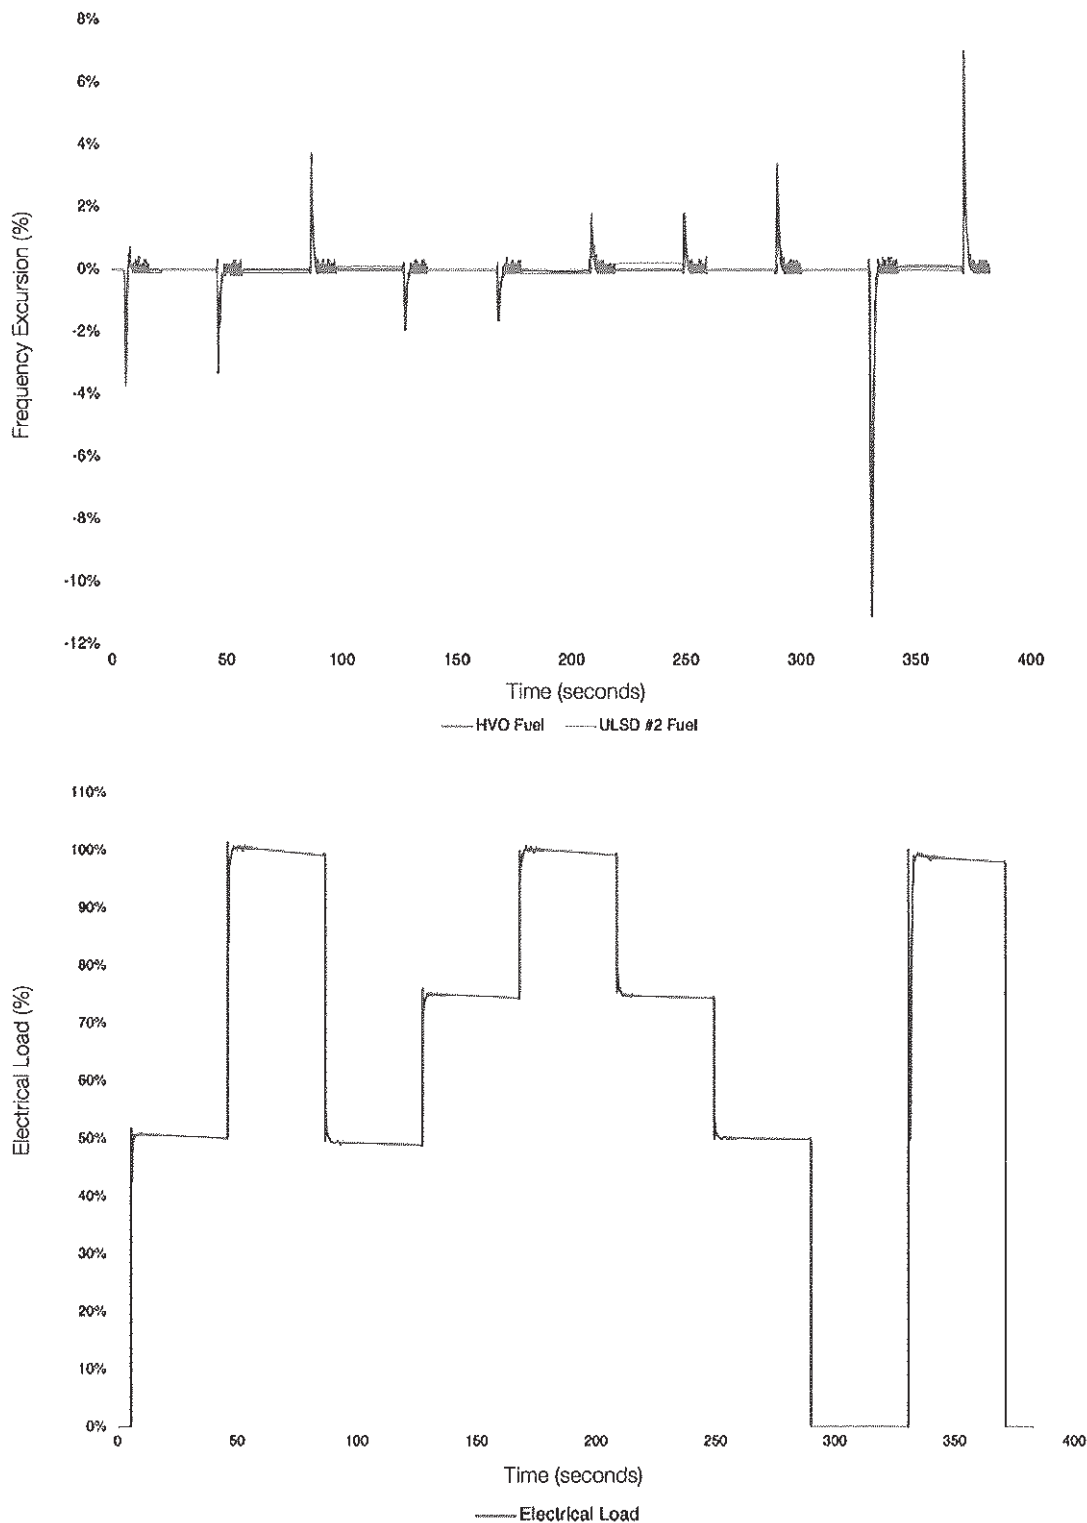 8%
6%
4%
2%
0%
-2%
-4%
-6%
-8%
-10%
-12%
Frequency Excursion (%)
0 50 100 150 200 250 300 350 400
Time (seconds)
HVO Fuel ULSD #2 Fuel
110%
100%
90%
80%
70%
60%
50%
40%
30%
20%
10%
0%
Electrical Load (%)
0 50 100 150 200 250 300 350 400
Time (seconds)
Electrical Load